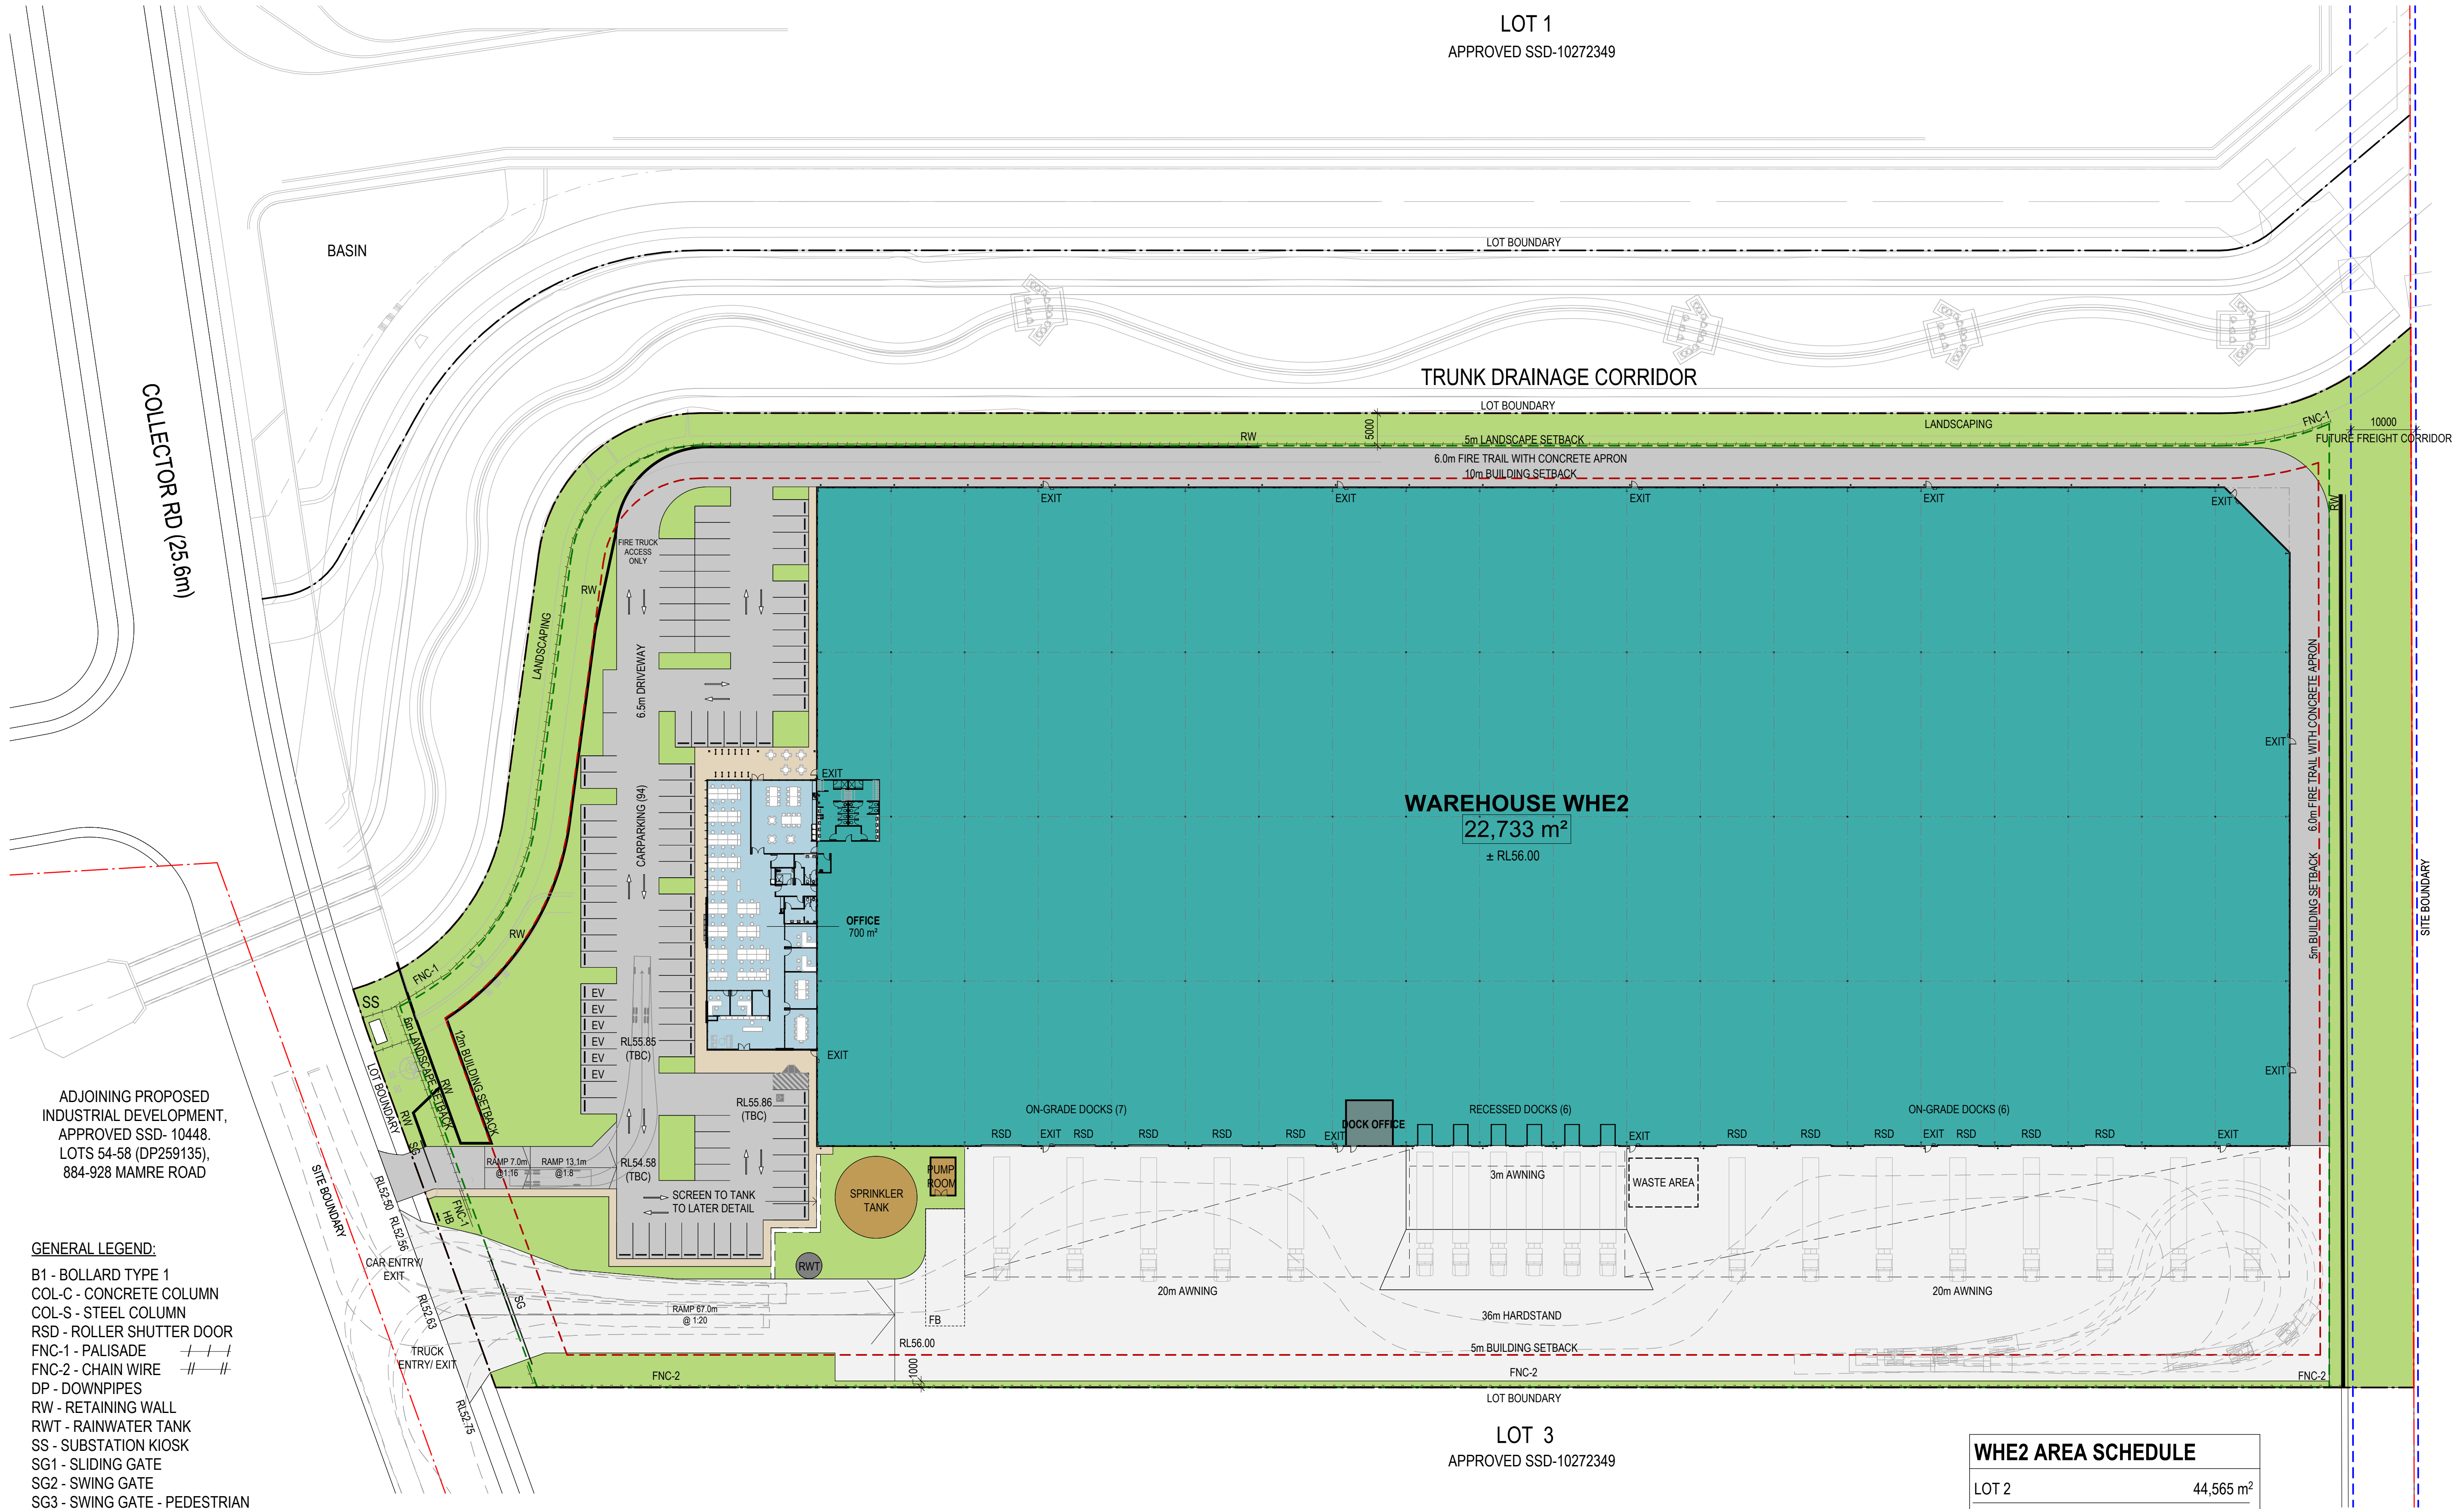 LOT 1
APPROVED SSD-10272349
BASIN
LOT BOUNDARY
COLLECTOR RD (25.6m)
TRUNK DRAINAGE CORRIDOR
LOT BOUNDARY
RW
5000
5m LANDSCAPE SETBACK
LANDSCAPING
FNC-1
10000
FUTURE FREIGHT CORRIDOR
6.0m FIRE TRAIL WITH CONCRETE APRON
10m BUILDING SETBACK
EXIT
EXIT
EXIT
EXIT
EXIT
RW
FIRE TRUCK
ACCESS
ONLY
RW
LANDSCAPING
6.5m DRIVEWAY
CARPARKING (94)
EXIT
EXIT
WAREHOUSE WHE2
22,733 m²
± RL56.00
6.0m FIRE TRAIL WITH CONCRETE APRON
5m BUILDING SETBACK
SITE BOUNDARY
OFFICE
700 m²
RW
FNC-1
SS
EV
EV
EV
EV
EV
EV
RL55.85
(TBC)
EXIT
EXIT
6m LANDSCAPE SETBACK
12m BUILDING SETBACK
RW
RW
LOT BOUNDARY
SG
RL55.86
(TBC)
ADJOINING PROPOSED
INDUSTRIAL DEVELOPMENT,
APPROVED SSD- 10448.
LOTS 54-58 (DP259135),
884-928 MAMRE ROAD
ON-GRADE DOCKS (7)
DOCK OFFICE
RECESSED DOCKS (6)
ON-GRADE DOCKS (6)
RSD
EXIT
RSD
RSD
RSD
RSD
EXIT
EXIT
RSD
RSD
RSD
EXIT
RSD
RSD
RSD
EXIT
RAMP 7.0m
@1:16
RAMP 13.1m
@1:8
RL54.58
(TBC)
SCREEN TO TANK
TO LATER DETAIL
SPRINKLER
TANK
PUMP
ROOM
3m AWNING
WASTE AREA
SITE BOUNDARY
RL52.50
RL52.56
FNC-1
HB
CAR ENTRY/
EXIT
RWT
RL52.63
SG
RAMP 67.0m
@ 1:20
FB
20m AWNING
20m AWNING
36m HARDSTAND
RL56.00
TRUCK
ENTRY/ EXIT
5m BUILDING SETBACK
FNC-2
1000
FNC-2
FNC-2
RL52.75
LOT BOUNDARY
LOT 3
APPROVED SSD-10272349
GENERAL LEGEND:
B1 - BOLLARD TYPE 1
COL-C - CONCRETE COLUMN
COL-S - STEEL COLUMN
RSD - ROLLER SHUTTER DOOR
FNC-1 - PALISADE
FNC-2 - CHAIN WIRE
DP - DOWNPIPES
RW - RETAINING WALL
RWT - RAINWATER TANK
SS - SUBSTATION KIOSK
SG1 - SLIDING GATE
SG2 - SWING GATE
SG3 - SWING GATE - PEDESTRIAN
WHE2 AREA SCHEDULE
LOT 2 44,565 m²